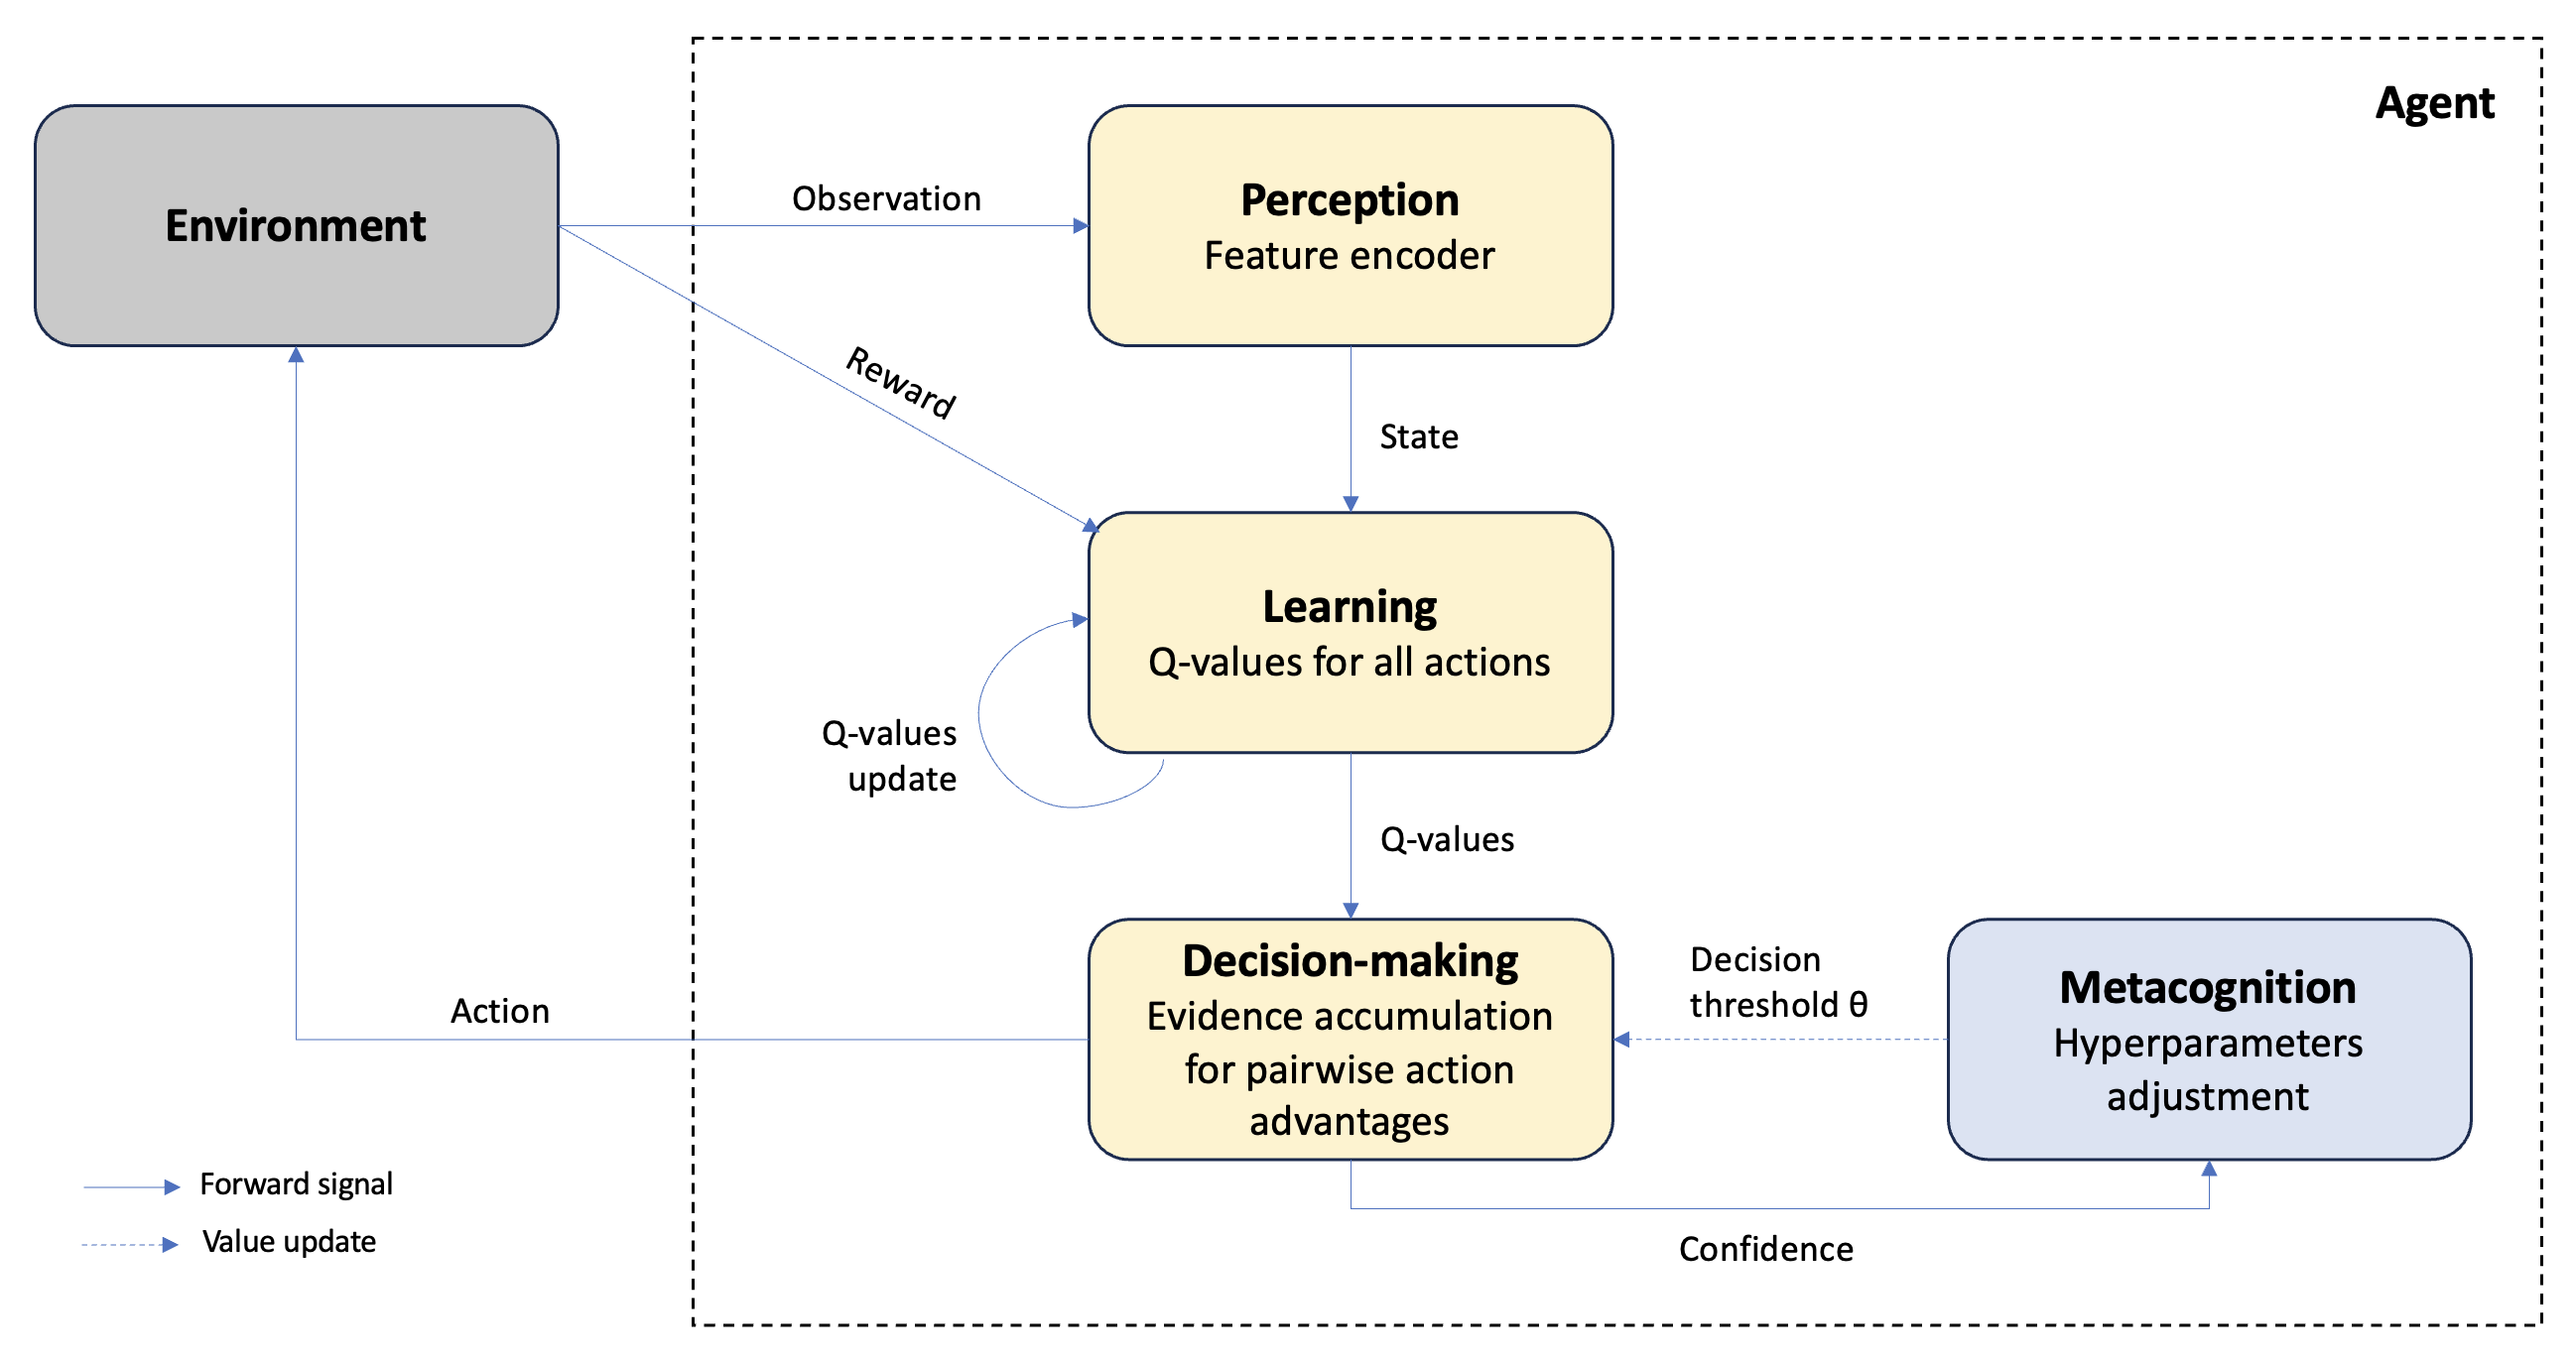 Agent
Environment
Observation
Perception
Feature encoder
Reward
State
Learning
Q-values for all actions
Q-values
update
Q-values
Decision-making
Evidence accumulation
for pairwise action
advantages
Decision
threshold θ
Metacognition
Hyperparameters
adjustment
Action
Confidence
Forward signal
Value update